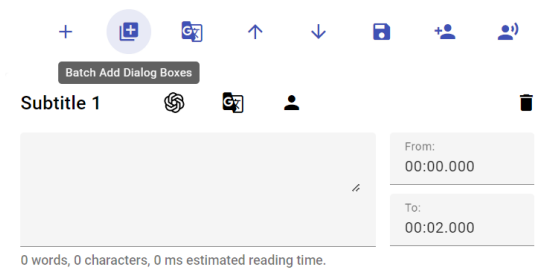 Batch Add Dialog Boxes
Subtitle 1
From:
00:00.000
To:
00:02.000
0 words, 0 characters, 0 ms estimated reading time.